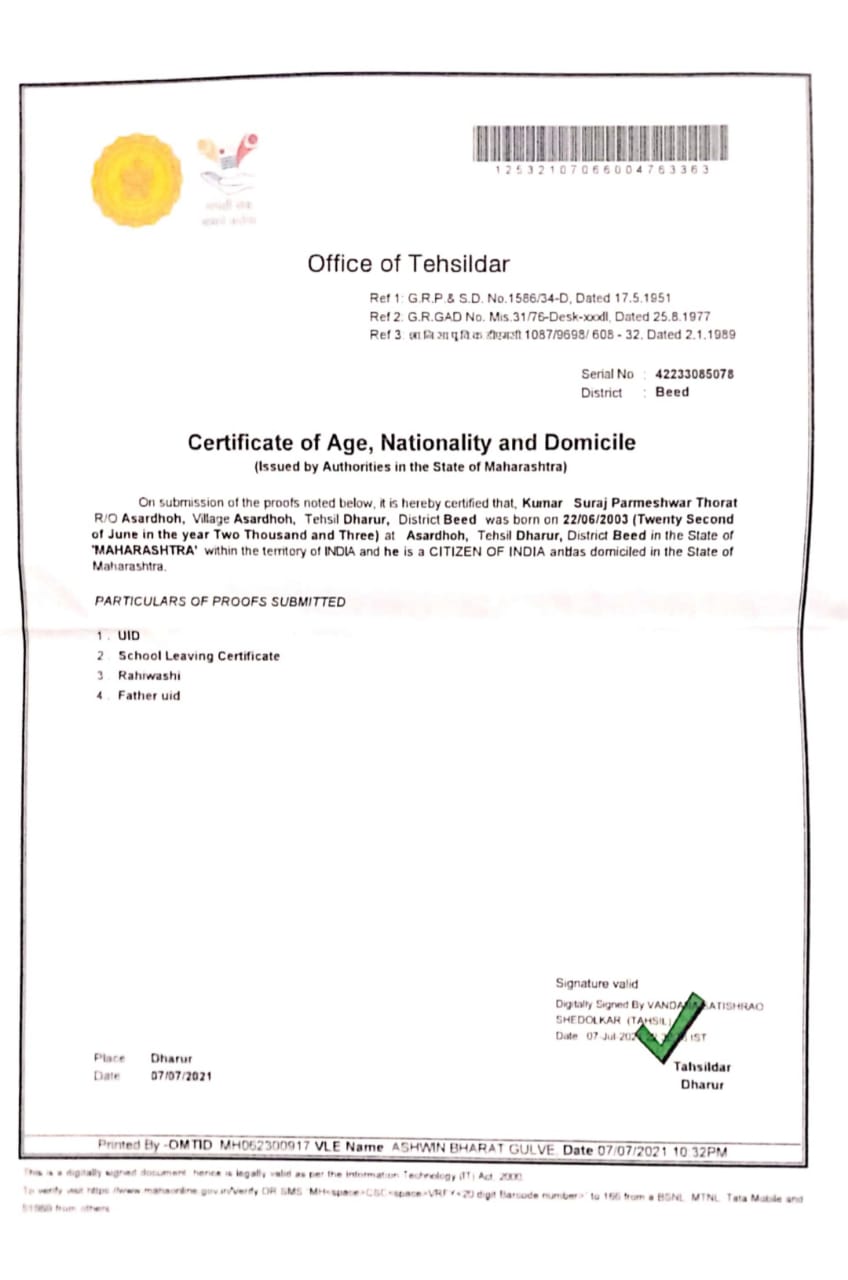 12532107066004763363
Office of Tehsildar
Ref 1: G.R.P.& S.D. No.1586/34-D, Dated 17.5.1951
Ref 2: G.R.GAD No. Mis.31/76-Desk-xxxdl, Dated 25.8.1977
Ref 3: 1087/9698/ 608 - 32, Dated 2.1.1989
Serial No : 42233085078
District : Beed
Certificate of Age, Nationality and Domicile
(Issued by Authorities in the State of Maharashtra)
On submission of the proofs noted below, it is hereby certified that, Kumar Suraj Parmeshwar Thorat
R/O Asardhoh, Village Asardhoh, Tehsil Dharur, District Beed was born on 22/06/2003 (Twenty Second
of June in the year Two Thousand and Three) at Asardhoh, Tehsil Dharur, District Beed in the State of
'MAHARASHTRA' within the territory of INDIA and he is a CITIZEN OF INDIA domiciled in the State of
Maharashtra.
PARTICULARS OF PROOFS SUBMITTED
1 . UID
2 . School Leaving Certificate
3 . Rahiwashi
4 . Father uid
Signature valid
Digitally Signed By ATISHRAO
SHEDOLKAR (TAHSIL)
Date 07-Jul- IST
Place Dharur
Date 07/07/2021
Tahsildar
Dharur
Printed By -OMTID MH062300917 VLE Name ASHWIN BHARAT GULVE Date 07/07/2021 10:32PM
This is a digitally signed document, hence is legally valid as per the Information Technology (IT) Act, 2000.
To verify visit https://www.mahaonline.gov.in/verify OR SMS 'MH<space>CSC<space>VRFY<20 digit Barcode number>' to 166 from a BSNL, MTNL, Tata Mobile and
51969 from others